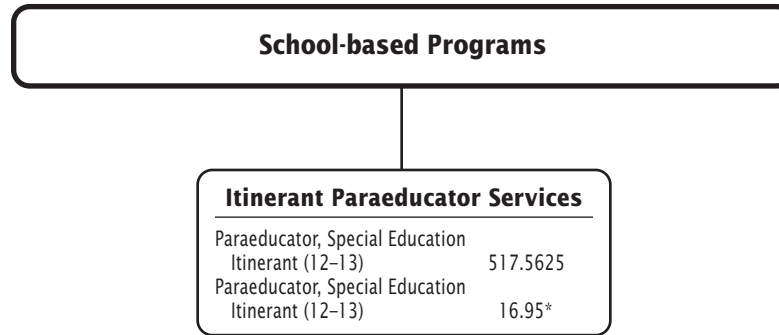 School-based Programs
Itinerant Paraeducator Services
Paraeducator, Special Education
Itinerant (12–13) 517.5625
Paraeducator, Special Education
Itinerant (12–13) 16.95*